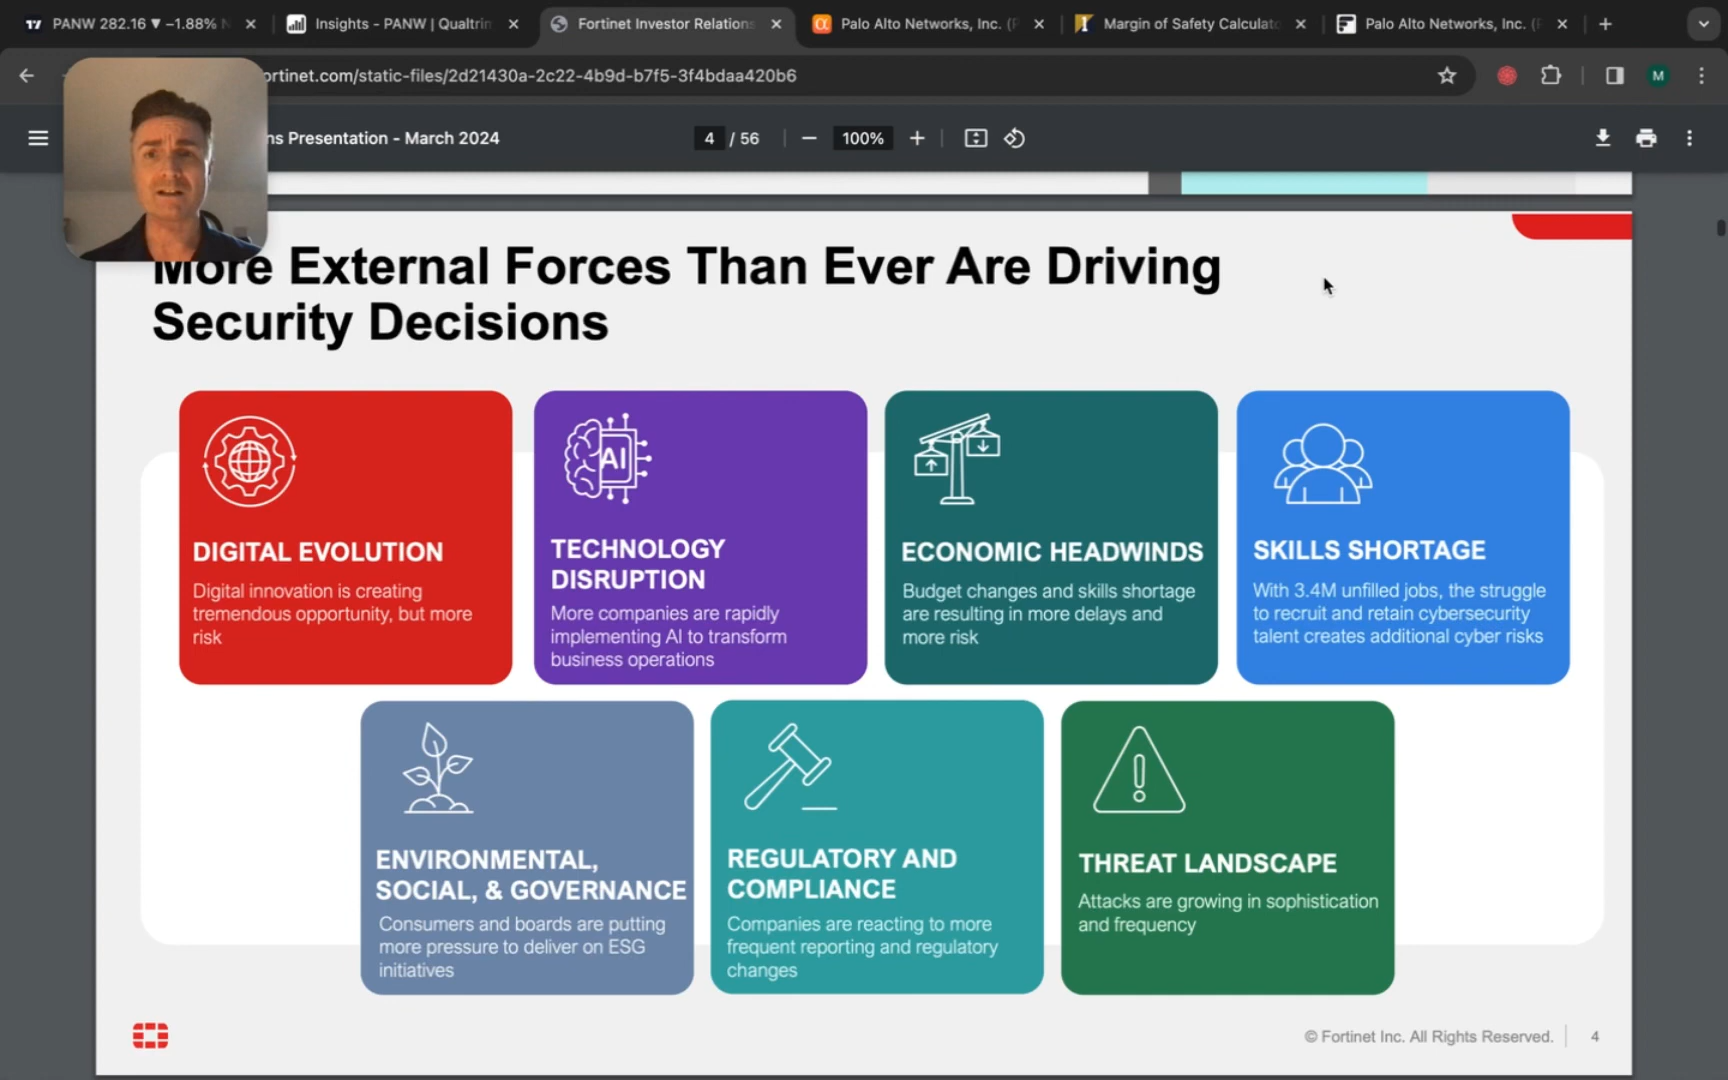 PANW 282.16 ▼ −1.88%
Insights - PANW | Qualtrim
Fortinet Investor Relations
Palo Alto Networks, Inc. (P
Margin of Safety Calculato
Palo Alto Networks, Inc. (P
ortinet.com/static-files/2d21430a-2c22-4b9d-b7f5-3f4bdaa420b6
M
ns Presentation - March 2024
4 / 56
100%
More External Forces Than Ever Are Driving
Security Decisions
AI
DIGITAL EVOLUTION
Digital innovation is creating
tremendous opportunity, but more
risk
TECHNOLOGY
DISRUPTION
More companies are rapidly
implementing AI to transform
business operations
ECONOMIC HEADWINDS
Budget changes and skills shortage
are resulting in more delays and
more risk
SKILLS SHORTAGE
With 3.4M unfilled jobs, the struggle
to recruit and retain cybersecurity
talent creates additional cyber risks
ENVIRONMENTAL,
SOCIAL, & GOVERNANCE
Consumers and boards are putting
more pressure to deliver on ESG
initiatives
REGULATORY AND
COMPLIANCE
Companies are reacting to more
frequent reporting and regulatory
changes
THREAT LANDSCAPE
Attacks are growing in sophistication
and frequency
© Fortinet Inc. All Rights Reserved.
4